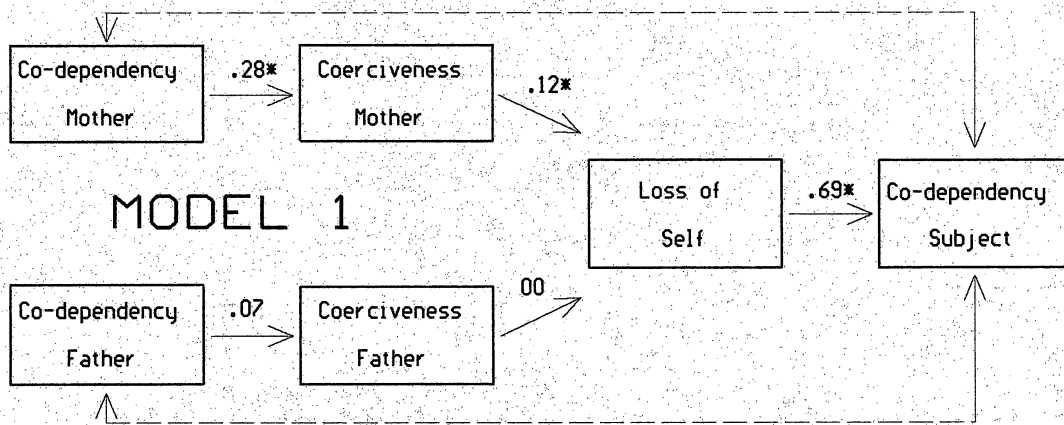 Co-dependency
Mother
.28*
Coerciveness
Mother
.12*
MODEL 1
Loss of
Self
.69*
Co-dependency
Subject
Co-dependency
Father
.07
Coerciveness
Father
00